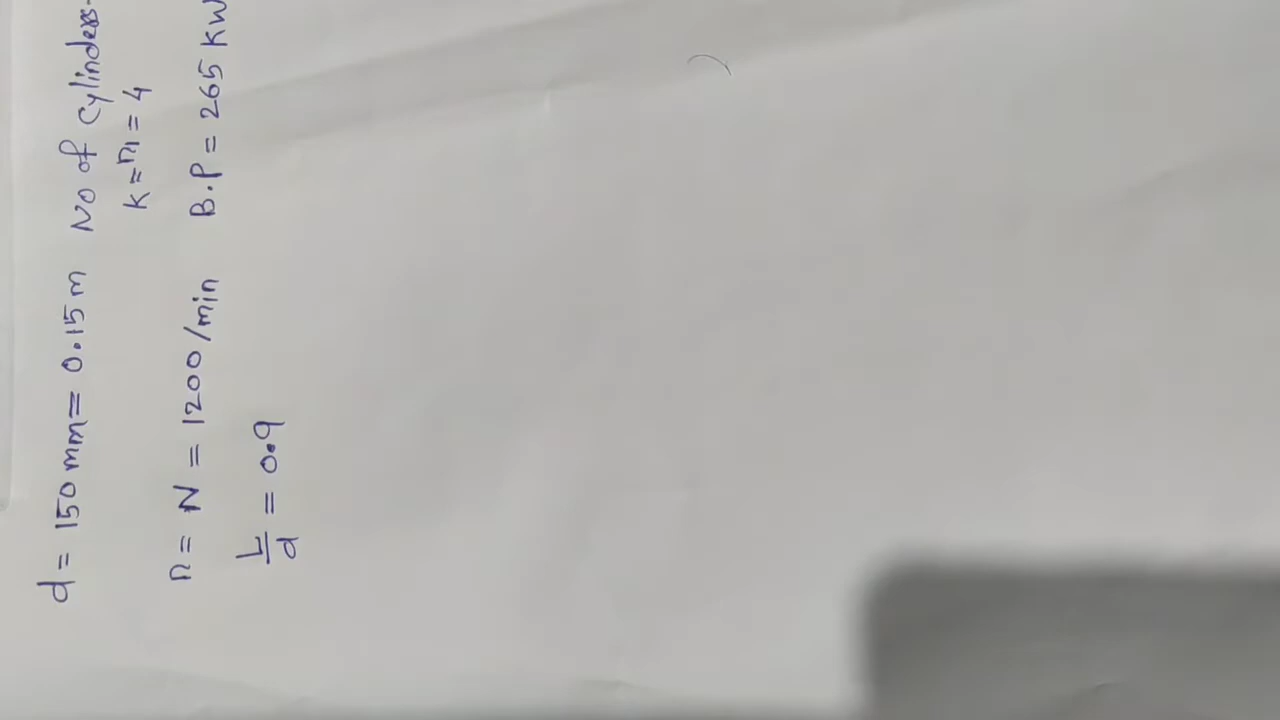 d = 150 mm = 0.15 m No of cylinders-
K = n1 = 4
n = N = 1200/min B.P = 265 KW
L/d = 0.9